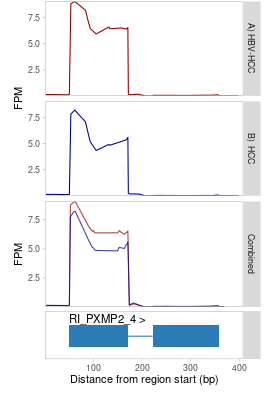 7.5
5.0
2.5
FPM
A) HBV-HCC
7.5
5.0
2.5
FPM
B) HCC
7.5
5.0
2.5
FPM
Combined
RI_PXMP2_4 >
100
200
300
400
Distance from region start (bp)